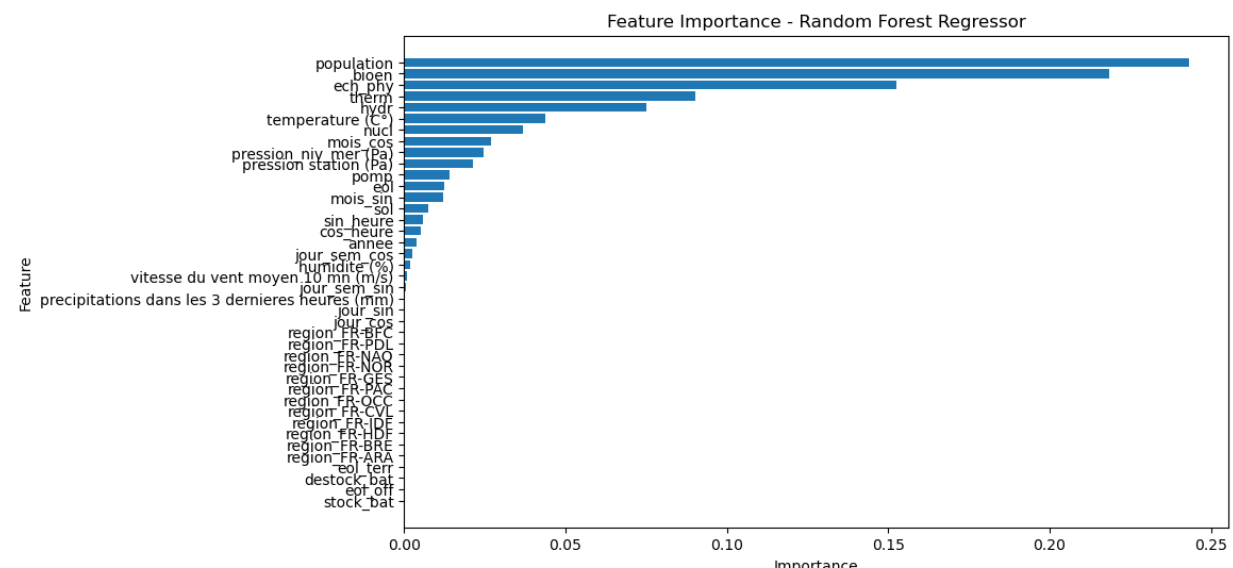 Feature Importance - Random Forest Regressor
population
bioen
ech_phy
therm
hydr
temperature (C°)
nucl
mois_cos
pression_niv_mer (Pa)
pression station (Pa)
pomp
eol
mois_sin
sol
sin_heure
cos_heure
annee
jour_sem_cos
humidite (%)
vitesse du vent moyen 10 mn (m/s)
jour_sem_sin
precipitations dans les 3 dernieres heures (mm)
jour_sin
jour_cos
region_FR-BFC
region_FR-PDL
region_FR-NAQ
region_FR-NOR
region_FR-GES
region_FR-PAC
region_FR-OCC
region_FR-CVL
region_FR-IDF
region_FR-HDF
region_FR-BRE
region_FR-ARA
eol_terr
destock_bat
eol_off
stock_bat
Feature
0.00 0.05 0.10 0.15 0.20 0.25
Importance